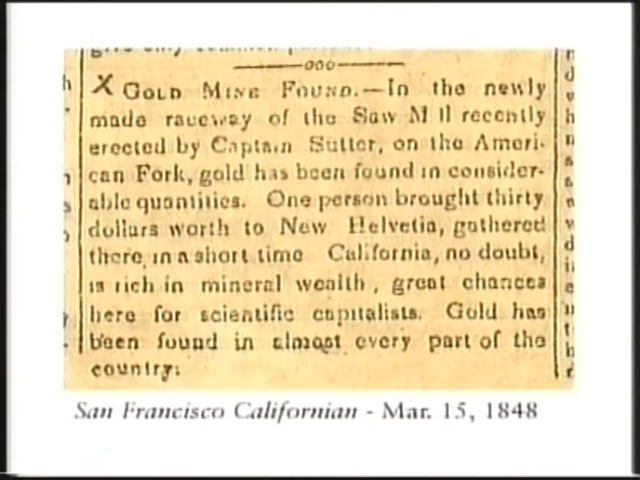 ooo
X GOLD MINE FOUND.—In the newly
made raceway of the Saw Mill recently
erected by Captain Sutter, on the Ameri-
can Fork, gold has been found in consider-
able quantities. One person brought thirty
dollars worth to New Helvetia, gathered
there in a short time California, no doubt,
is rich in mineral wealth, great chances
here for scientific capitalists. Gold has
been found in almost every part of the
country.
San Francisco Californian - Mar. 15, 1848